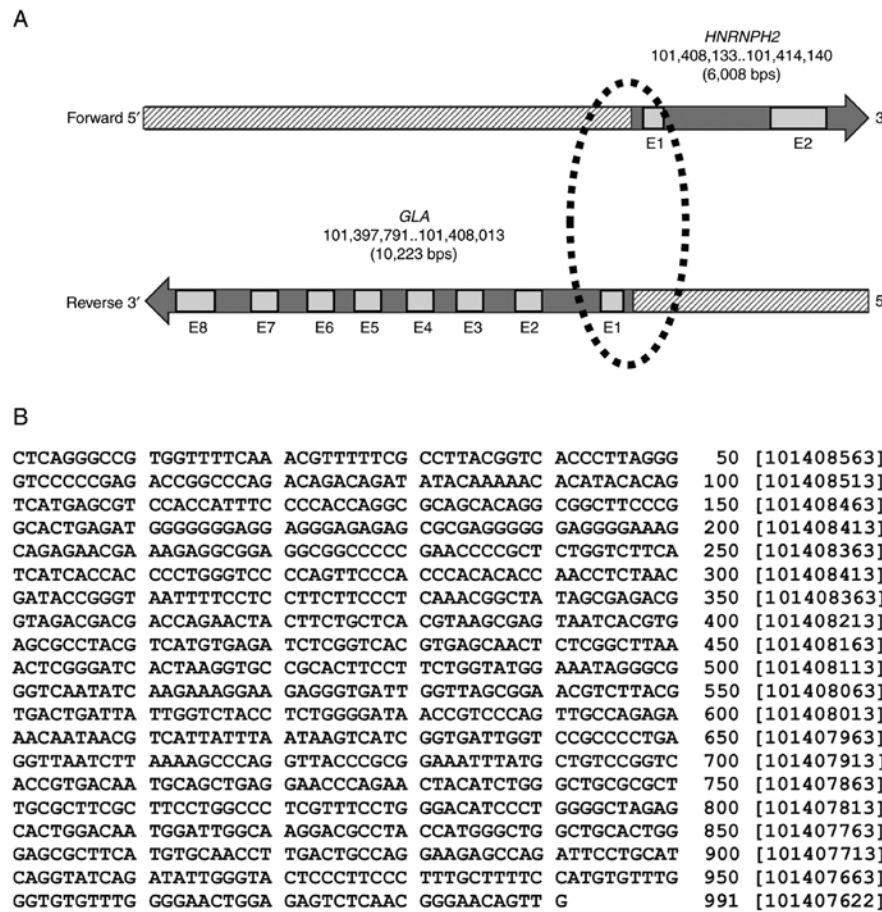 A
HNRNPH2
101,408,133..101,414,140
(6,008 bps)
Forward 5′
3
E1
E2
GLA
101,397,791..101,408,013
(10,223 bps)
Reverse 3′
5
E8 E7 E6 E5 E4 E3 E2 E1
B
CTCAGGGCCG TGGTTTTCAA ACGTTTTTCG CCTTACGGTC ACCCTTAGGG 50 [101408563]
GTCCCCCGAG ACCGGCCCAG ACAGACAGAT ATACAAAAAC ACATACACAG 100 [101408513]
TCATGAGCGT CCACCATTTC CCCACCAGGC GCAGCACAGG CGGCTTCCCG 150 [101408463]
GCACTGAGAT GGGGGGGAGG AGGGAGAGAG CGCGAGGGGG GAGGGGAAAG 200 [101408413]
CAGAGAACGA AAGAGGCGGA GGCGGCCCCC GAACCCCGCT CTGGTCTTCA 250 [101408363]
TCATCACCAC CCCTGGGTCC CCAGTTCCCA CCCACACACC AACCTCTAAC 300 [101408413]
GATACCGGGT AATTTTCCTC CTTCTTCCCT CAAACGGCTA TAGCGAGACG 350 [101408363]
GTAGACGACG ACCAGAACTA CTTCTGCTCA CGTAAGCGAG TAATCACGTG 400 [101408213]
AGCGCCTACG TCATGTGAGA TCTCGGTCAC GTGAGCAACT CTCGGCTTAA 450 [101408163]
ACTCGGGATC ACTAAGGTGC CGCACTTCCT TCTGGTATGG AAATAGGGCG 500 [101408113]
GGTCAATATC AAGAAAGGAA GAGGGTGATT GGTTAGCGGA ACGTCTTACG 550 [101408063]
TGACTGATTA TTGGTCTACC TCTGGGGATA ACCGTCCCAG TTGCCAGAGA 600 [101408013]
AACAATAACG TCATTATTTA ATAAGTCATC GGTGATTGGT CCGCCCCTGA 650 [101407963]
GGTTAATCTT AAAAGCCCAG GTTACCCGCG GAAATTTATG CTGTCCGGTC 700 [101407913]
ACCGTGACAA TGCAGCTGAG GAACCCAGAA CTACATCTGG GCTGCGCGCT 750 [101407863]
TGCGCTTCGC TTCCTGGCCC TCGTTTCCTG GGACATCCCT GGGGCTAGAG 800 [101407813]
CACTGGACAA TGGATTGGCA AGGACGCCTA CCATGGGCTG GCTGCACTGG 850 [101407763]
GAGCGCTTCA TGTGCAACCT TGACTGCCAG GAAGAGCCAG ATTCCTGCAT 900 [101407713]
CAGGTATCAG ATATTGGGTA CTCCCTTCCC TTTGCTTTTC CATGTGTTTG 950 [101407663]
GGTGTGTTTG GGGAACTGGA GAGTCTCAAC GGGAACAGTT G 991 [101407622]